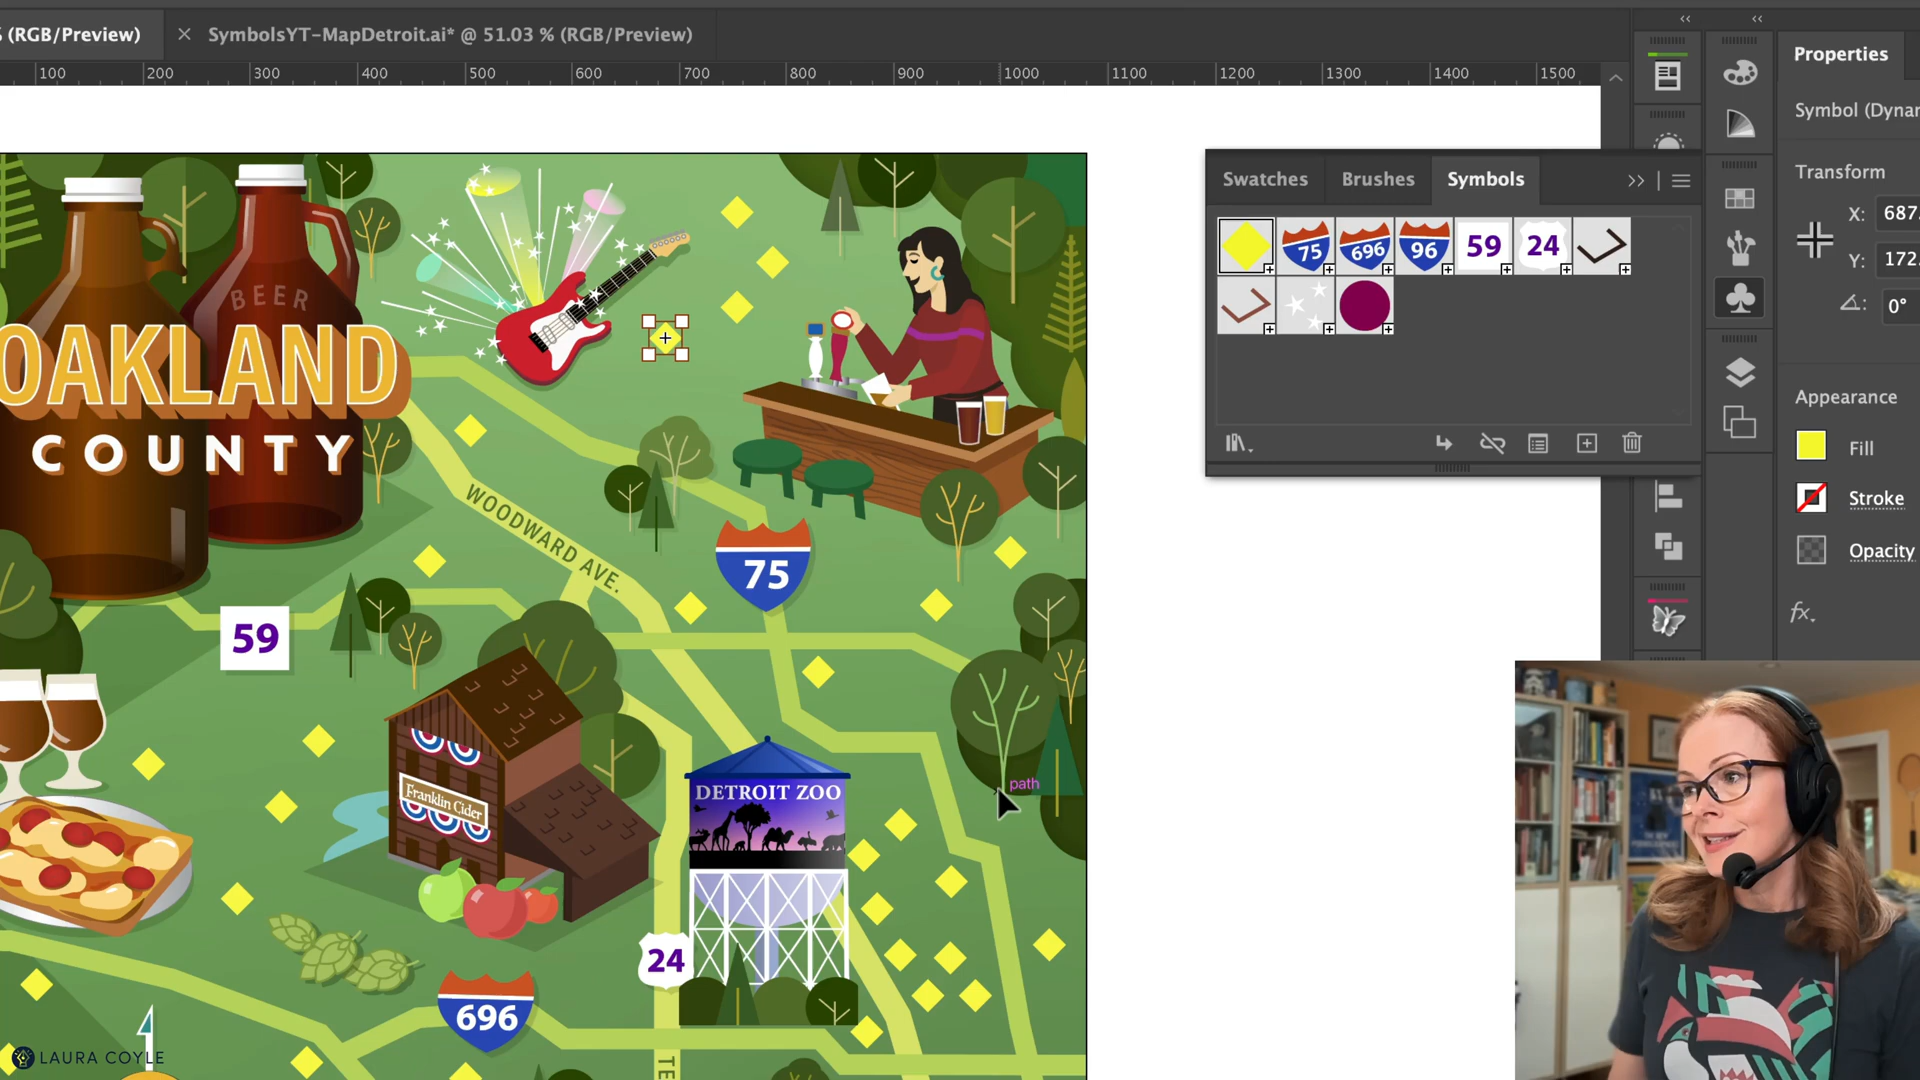 % (RGB/Preview)
× SymbolsYT-MapDetroit.ai* @ 51.03 % (RGB/Preview)
100 200 300 400 500 600 700 800 900 1000 1100 1200 1300 1400 1500
Properties
Symbol (Dynar
Transform
X: 687.
Y: 172.
0°
Appearance
Fill
Stroke
Opacity
fx.
Swatches
Brushes
Symbols
75
696
96
59
24
BEER
OAKLAND
COUNTY
WOODWARD AVE.
75
59
Franklin Cider
DETROIT ZOO
path
24
696
TE
LAURA COYLE